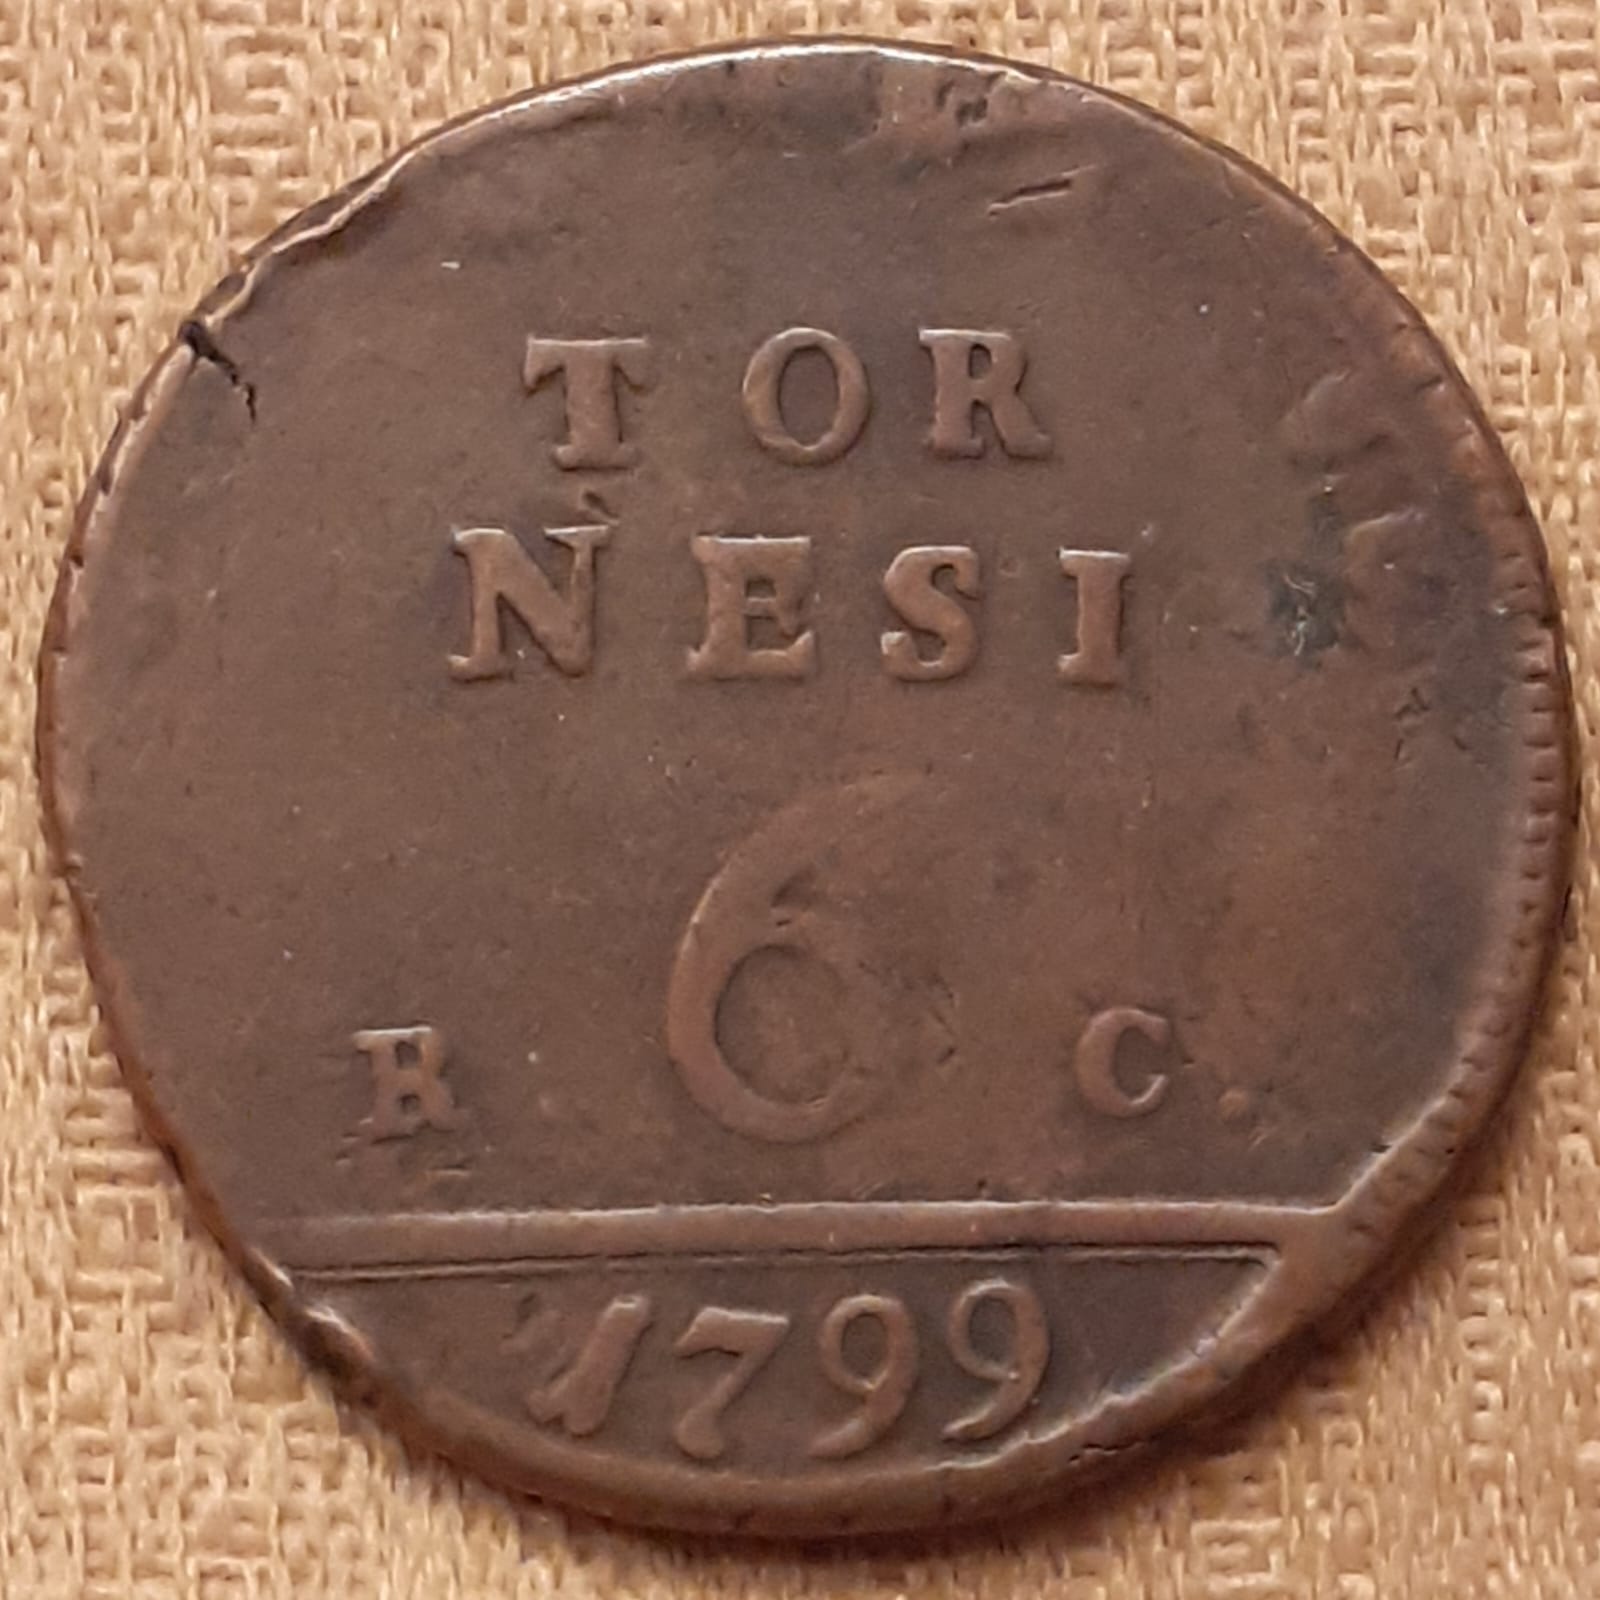 TOR
NESI
6
R. C.
1799